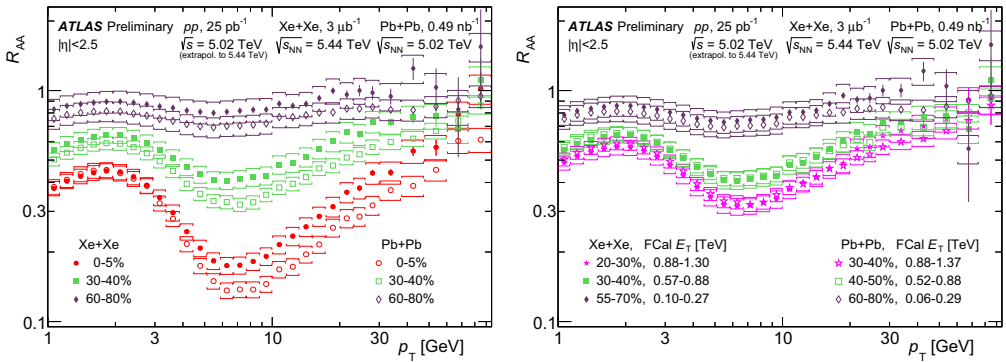 ATLAS Preliminary pp, 25 pb⁻¹ Xe+Xe, 3 μb⁻¹ Pb+Pb, 0.49 nb⁻¹
|η|<2.5 √s = 5.02 TeV √sNN = 5.44 TeV √sNN = 5.02 TeV
(extrapol. to 5.44 TeV)
RAA
1
0.3
0.1
Xe+Xe Pb+Pb
0-5% 0-5%
30-40% 30-40%
60-80% 60-80%
1 3 10 30
pT [GeV]
ATLAS Preliminary pp, 25 pb⁻¹ Xe+Xe, 3 μb⁻¹ Pb+Pb, 0.49 nb⁻¹
|η|<2.5 √s = 5.02 TeV √sNN = 5.44 TeV √sNN = 5.02 TeV
(extrapol. to 5.44 TeV)
RAA
1
0.3
0.1
Xe+Xe, FCal ET [TeV] Pb+Pb, FCal ET [TeV]
20-30%, 0.88-1.30 30-40%, 0.88-1.37
30-40%, 0.57-0.88 40-50%, 0.52-0.88
55-70%, 0.10-0.27 60-80%, 0.06-0.29
1 3 10 30
pT [GeV]